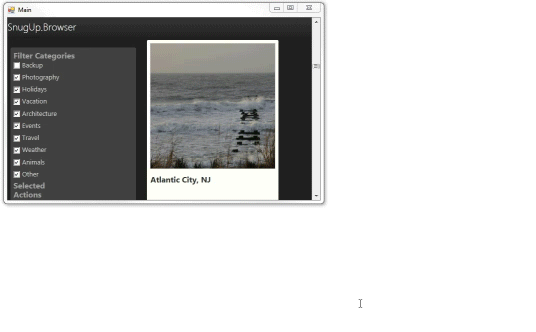 Main
SnugUp.Browser
Filter Categories
Backup
Photography
Holidays
Vacation
Architecture
Events
Travel
Weather
Animals
Other
Selected
Actions
Atlantic City, NJ